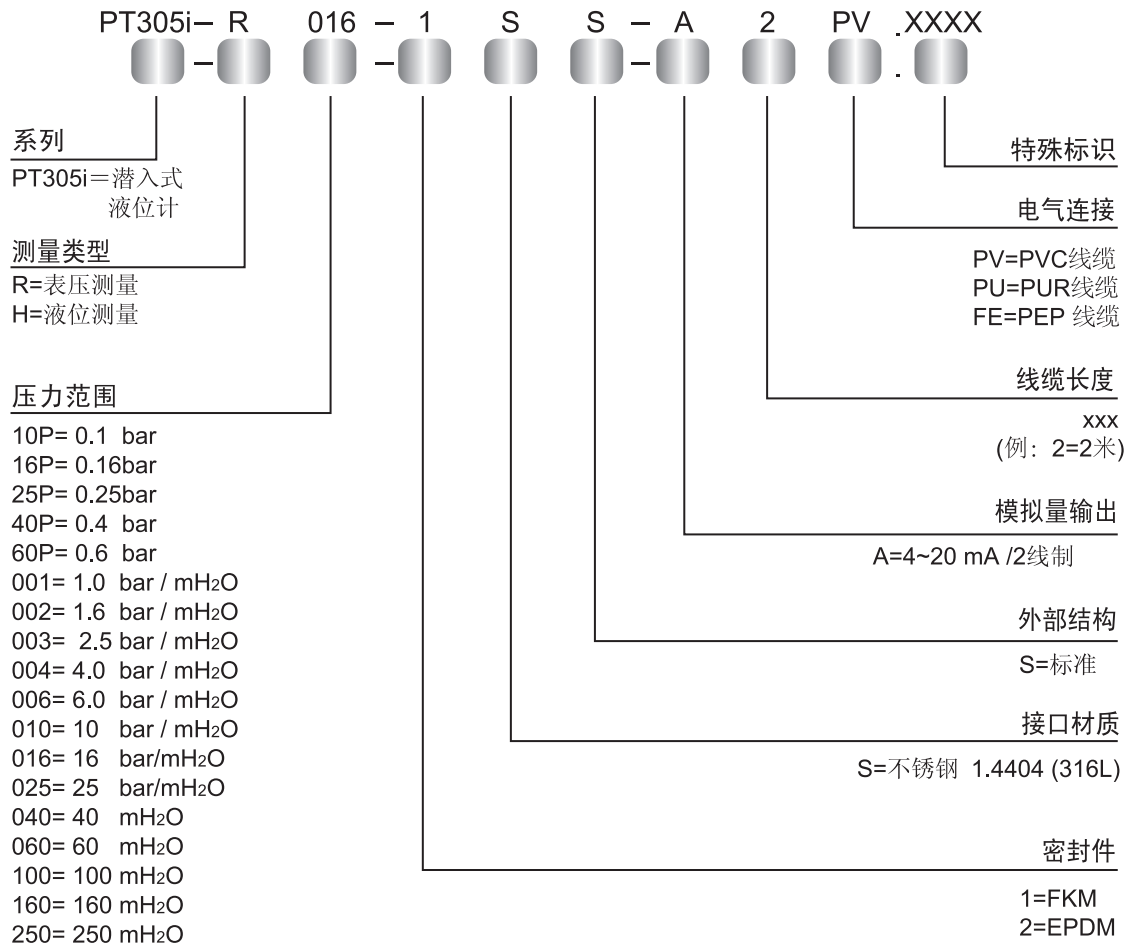 PT305i－R 016－1 S S－A 2 PV.XXXX
系列
PT305i＝潜入式
液位计
测量类型
R=表压测量
H=液位测量
压力范围
10P= 0.1 bar
16P= 0.16bar
25P= 0.25bar
40P= 0.4 bar
60P= 0.6 bar
001= 1.0 bar / mH2O
002= 1.6 bar / mH2O
003= 2.5 bar / mH2O
004= 4.0 bar / mH2O
006= 6.0 bar / mH2O
010= 10 bar / mH2O
016= 16 bar/mH2O
025= 25 bar/mH2O
040= 40 mH2O
060= 60 mH2O
100= 100 mH2O
160= 160 mH2O
250= 250 mH2O
特殊标识
电气连接
PV=PVC线缆
PU=PUR线缆
FE=PEP 线缆
线缆长度
xxx
(例：2=2米)
模拟量输出
A=4~20 mA /2线制
外部结构
S=标准
接口材质
S=不锈钢 1.4404 (316L)
密封件
1=FKM
2=EPDM